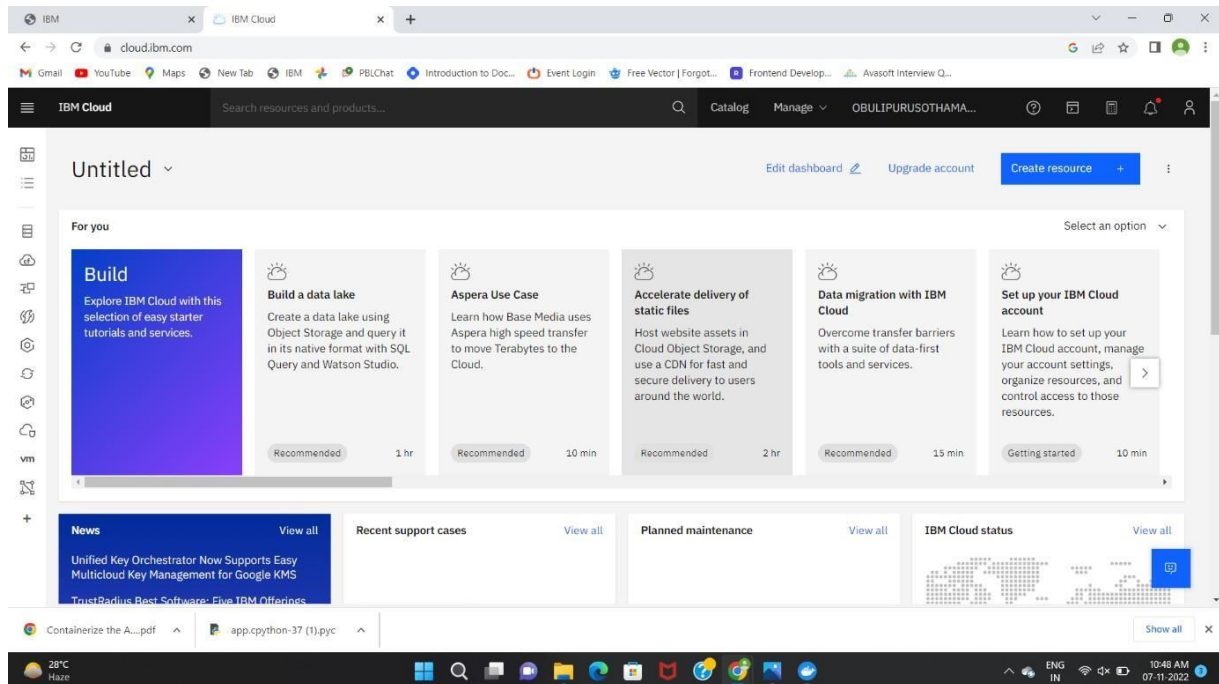 IBM
IBM Cloud
cloud.ibm.com
Gmail YouTube Maps New Tab IBM PBLChat Introduction to Doc... Event Login Free Vector | Forgot... Frontend Develop... Avasoft Interview Q...
IBM Cloud Search resources and products... Catalog Manage OBULIPURUSOTHAMA...
Untitled Edit dashboard Upgrade account Create resource +
For you Select an option
Build
Explore IBM Cloud with this
selection of easy starter
tutorials and services.
Build a data lake
Create a data lake using
Object Storage and query it
in its native format with SQL
Query and Watson Studio.
Recommended 1 hr
Aspera Use Case
Learn how Base Media uses
Aspera high speed transfer
to move Terabytes to the
Cloud.
Recommended 10 min
Accelerate delivery of
static files
Host website assets in
Cloud Object Storage, and
use a CDN for fast and
secure delivery to users
around the world.
Recommended 2 hr
Data migration with IBM
Cloud
Overcome transfer barriers
with a suite of data-first
tools and services.
Recommended 15 min
Set up your IBM Cloud
account
Learn how to set up your
IBM Cloud account, manage
your account settings,
organize resources, and
control access to those
resources.
Getting started 10 min
vm
News View all
Unified Key Orchestrator Now Supports Easy
Multicloud Key Management for Google KMS
TrustRadius Best Software: Five IBM Offerings
Recent support cases View all
Planned maintenance View all
IBM Cloud status View all
Containerize the A....pdf app.cpython-37 (1).pyc Show all
28°C
Haze
ENG
IN
10:48 AM
07-11-2022